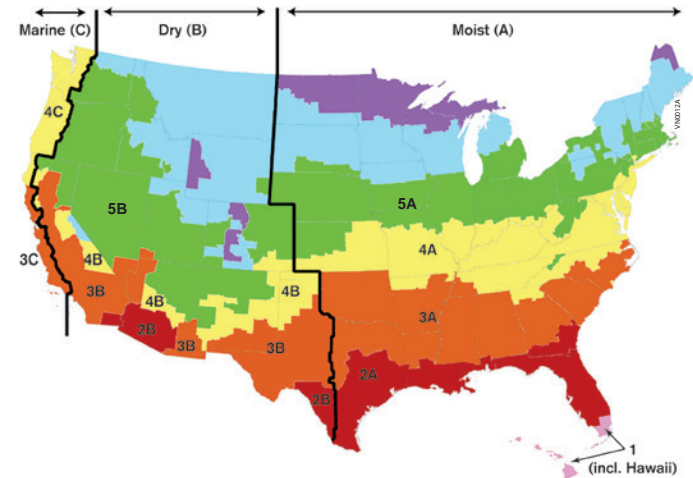 Marine (C)
Dry (B)
Moist (A)
VN0012A
4C
5B
5A
4A
4B
3C
3B
4B
4B
2B
3B
3B
3A
2B
2A
1
(incl. Hawaii)